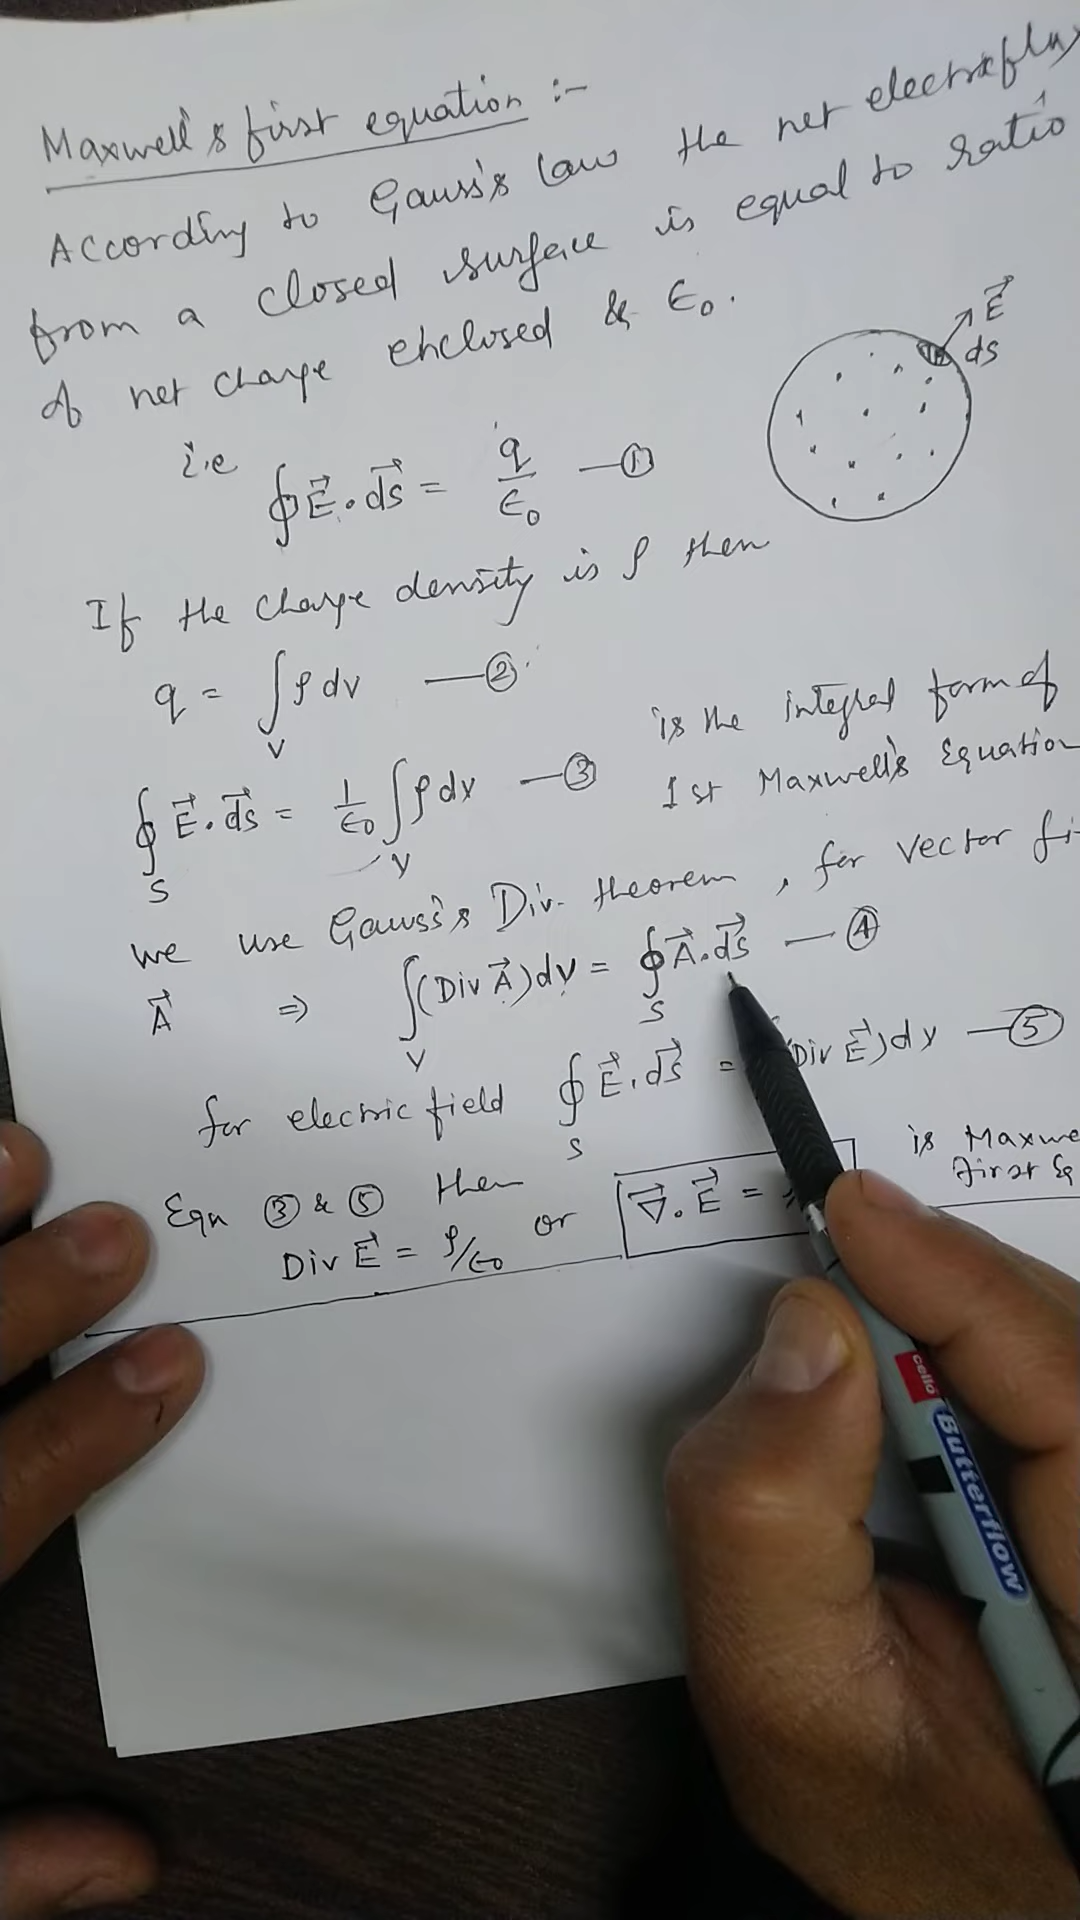 Maxwell's first equation :-
According to Gauss's law the net electric flux
from a closed surface is equal to ratio
of net charge enclosed & ε₀.
E⃗
ds
i.e
∮E⃗.ds⃗ = q/ε₀ —①
If the charge density is ρ then
q = ∫ᵥ ρ dv —②
∮ₛ E⃗.ds⃗ = 1/ε₀ ∫ᵥ ρ dv —③ is the integral form of
1st Maxwell's Equation
we use Gauss's Div. theorem, for vector
A⃗ ⇒ ∫ᵥ (Div A⃗) dv = ∮ₛ A⃗.ds⃗ —④
for electric field ∮ₛ E⃗.ds⃗ = Div E⃗) dv —⑤
Eqn ③ & ⑤ then
Div E⃗ = ρ/ε₀ or ∇⃗.E⃗ =
is
first
cello
Butterflow